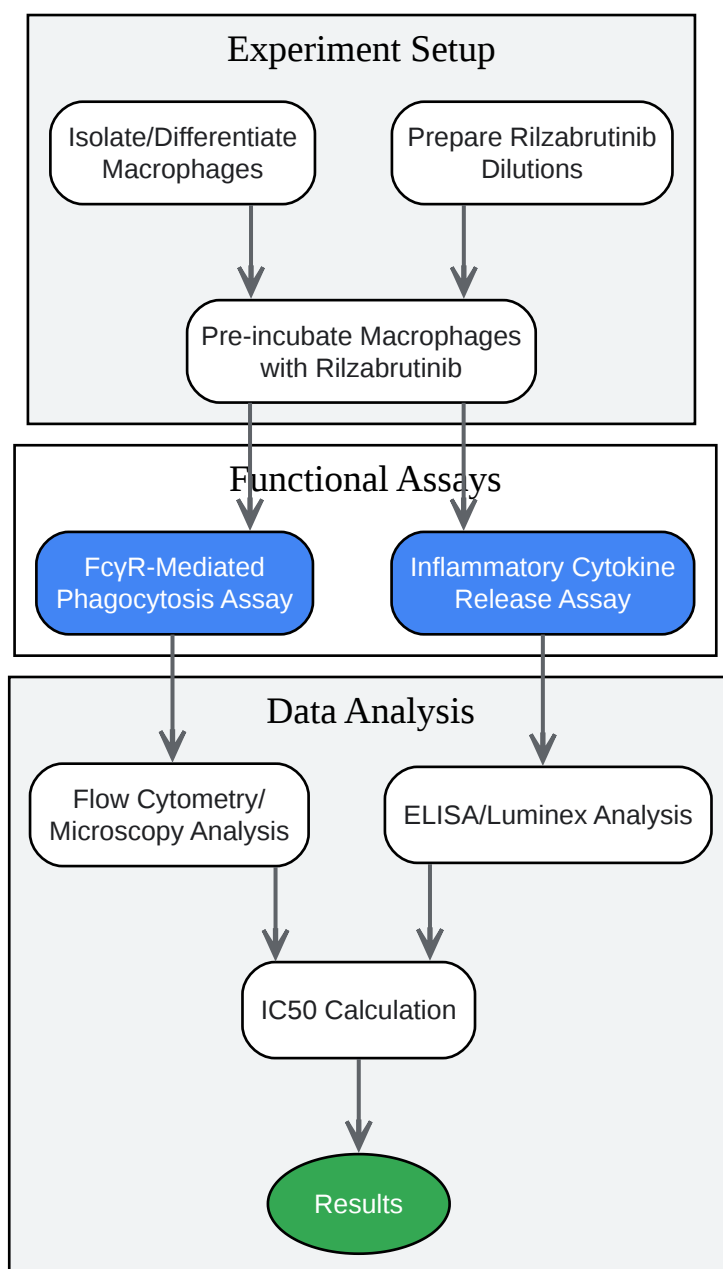 Experiment Setup
Isolate/Differentiate
Macrophages
Prepare Rilzabrutinib
Dilutions
Pre-incubate Macrophages
with Rilzabrutinib
Functional Assays
FcγR-Mediated
Phagocytosis Assay
Inflammatory Cytokine
Release Assay
Data Analysis
Flow Cytometry/
Microscopy Analysis
ELISA/Luminex Analysis
IC50 Calculation
Results